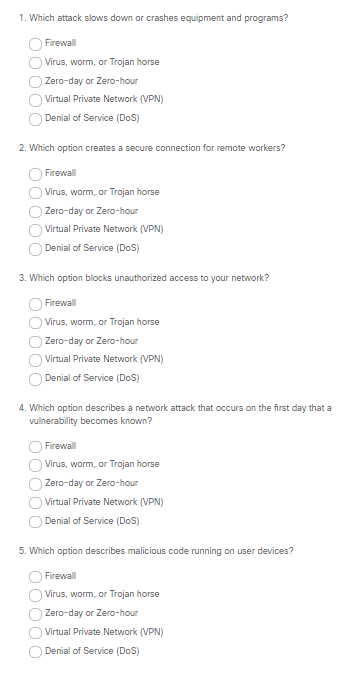 1. Which attack slows down or crashes equipment and programs?
Firewall
Virus, worm, or Trojan horse
Zero-day or Zero-hour
Virtual Private Network (VPN)
Denial of Service (DoS)
2. Which option creates a secure connection for remote workers?
Firewall
Virus, worm, or Trojan horse
Zero-day or Zero-hour
Virtual Private Network (VPN)
Denial of Service (DoS)
3. Which option blocks unauthorized access to your network?
Firewall
Virus, worm, or Trojan horse
Zero-day or Zero-hour
Virtual Private Network (VPN)
Denial of Service (DoS)
4. Which option describes a network attack that occurs on the first day that a
vulnerability becomes known?
Firewall
Virus, worm, or Trojan horse
Zero-day or Zero-hour
Virtual Private Network (VPN)
Denial of Service (DoS)
5. Which option describes malicious code running on user devices?
Firewall
Virus, worm, or Trojan horse
Zero-day or Zero-hour
Virtual Private Network (VPN)
Denial of Service (DoS)